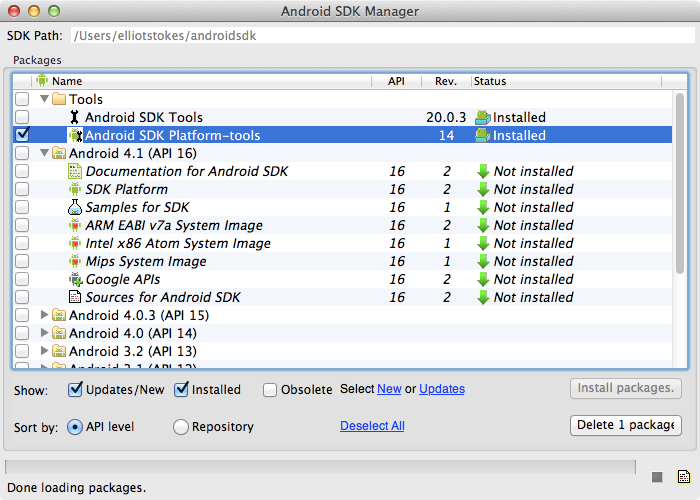 Android SDK Manager
SDK Path: /Users/elliotstokes/androidsdk
Packages
Name API Rev. Status
Tools
Android SDK Tools 20.0.3 Installed
Android SDK Platform-tools 14 Installed
Android 4.1 (API 16)
Documentation for Android SDK 16 2 Not installed
SDK Platform 16 2 Not installed
Samples for SDK 16 1 Not installed
ARM EABI v7a System Image 16 2 Not installed
Intel x86 Atom System Image 16 1 Not installed
Mips System Image 16 1 Not installed
Google APIs 16 2 Not installed
Sources for Android SDK 16 2 Not installed
Android 4.0.3 (API 15)
Android 4.0 (API 14)
Android 3.2 (API 13)
Android 3.1 (API 12)
Show: Updates/New Installed Obsolete Select New or Updates Install packages.
Sort by: API level Repository Deselect All Delete 1 package
Done loading packages.